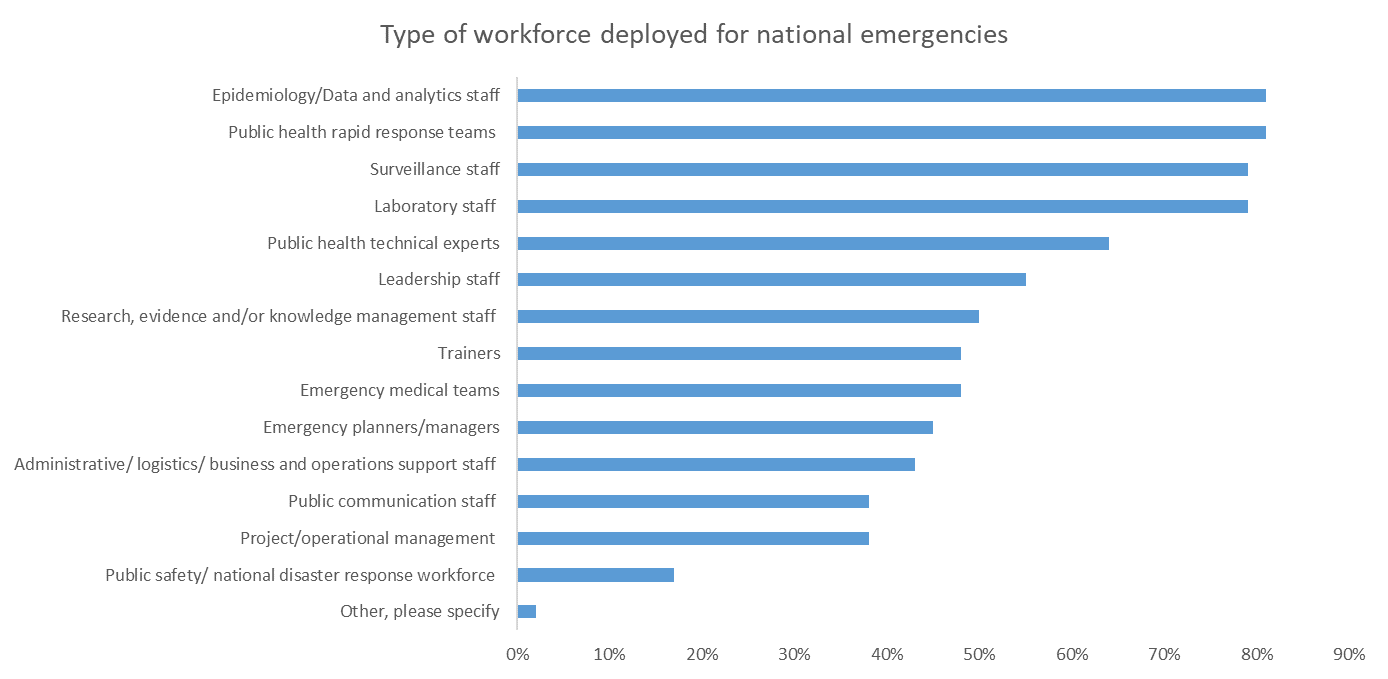 Type of workforce deployed for national emergencies
Epidemiology/Data and analytics staff
Public health rapid response teams
Surveillance staff
Laboratory staff
Public health technical experts
Leadership staff
Research, evidence and/or knowledge management staff
Trainers
Emergency medical teams
Emergency planners/managers
Administrative/ logistics/ business and operations support staff
Public communication staff
Project/operational management
Public safety/ national disaster response workforce
Other, please specify
0% 10% 20% 30% 40% 50% 60% 70% 80% 90%